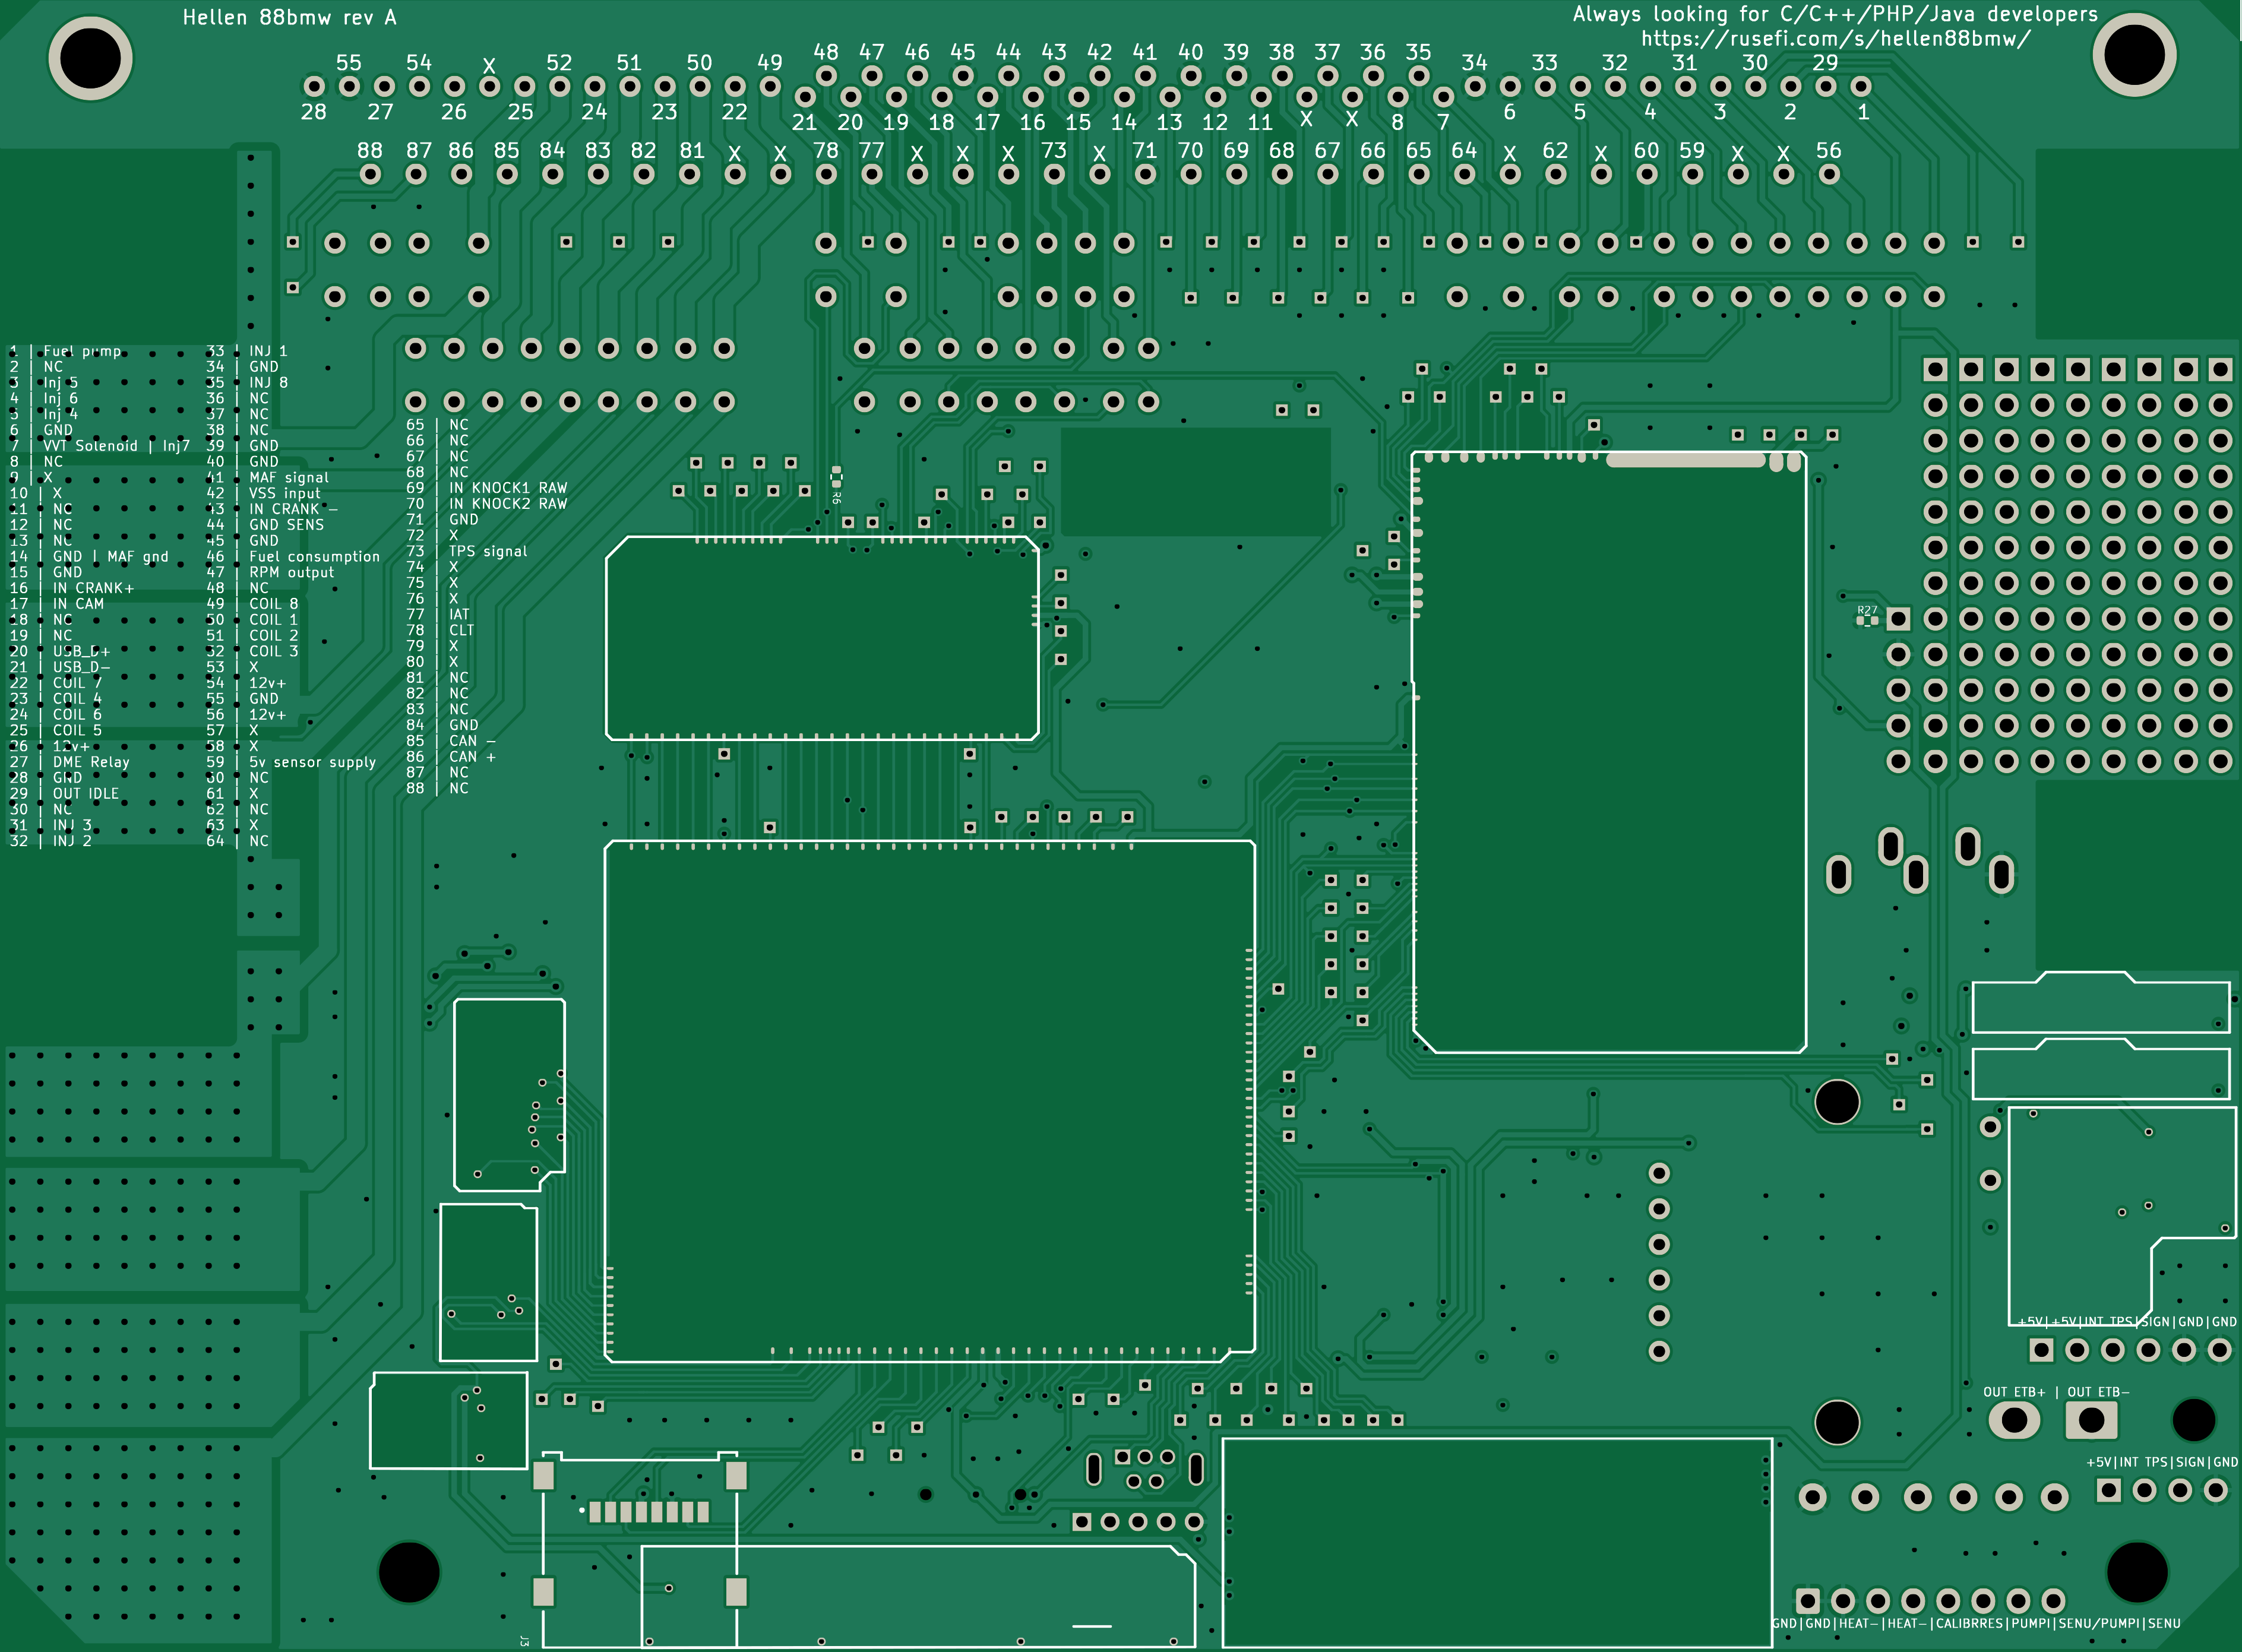 Hellen 88bmw rev A
Always looking for C/C++/PHP/Java developers
https://rusefi.com/s/hellen88bmw/
55 54 X 52 51 50 49 48 47 46 45 44 43 42 41 40 39 38 37 36 35 34 33 32 31 30 29
28 27 26 25 24 23 22 21 20 19 18 17 16 15 14 13 12 11 X X 8 7 6 5 4 3 2 1
88 87 86 85 84 83 82 81 X X 78 77 X X X 73 X 71 70 69 68 67 66 65 64 X 62 X 60 59 X X 56
1 | Fuel pump
2 | NC
3 | Inj 5
4 | Inj 6
5 | Inj 4
6 | GND
7 | VVT Solenoid | Inj7
8 | NC
9 | X
10 | X
11 | NC
12 | NC
13 | NC
14 | GND | MAF gnd
15 | GND
16 | IN CRANK+
17 | IN CAM
18 | NC
19 | NC
20 | USB_D+
21 | USB_D-
22 | COIL 7
23 | COIL 4
24 | COIL 6
25 | COIL 5
26 | 12v+
27 | DME Relay
28 | GND
29 | OUT IDLE
30 | NC
31 | INJ 3
32 | INJ 2
33 | INJ 1
34 | GND
35 | INJ 8
36 | NC
37 | NC
38 | NC
39 | GND
40 | GND
41 | MAF signal
42 | VSS input
43 | IN CRANK -
44 | GND SENS
45 | GND
46 | Fuel consumption
47 | RPM output
48 | NC
49 | COIL 8
50 | COIL 1
51 | COIL 2
52 | COIL 3
53 | X
54 | 12v+
55 | GND
56 | 12v+
57 | X
58 | X
59 | 5v sensor supply
60 | NC
61 | X
62 | NC
63 | X
64 | NC
65 | NC
66 | NC
67 | NC
68 | NC
69 | IN KNOCK1 RAW
70 | IN KNOCK2 RAW
71 | GND
72 | X
73 | TPS signal
74 | X
75 | X
76 | X
77 | IAT
78 | CLT
79 | X
80 | X
81 | NC
82 | NC
83 | NC
84 | GND
85 | CAN -
86 | CAN +
87 | NC
88 | NC
R6
R27
+5V|+5V|INT TPS|SIGN|GND|GND
OUT ETB+ | OUT ETB-
+5V|INT TPS|SIGN|GND
GND|GND|HEAT-|HEAT-|CALIBRRES|PUMPI|SENU/PUMPI|SENU
J3